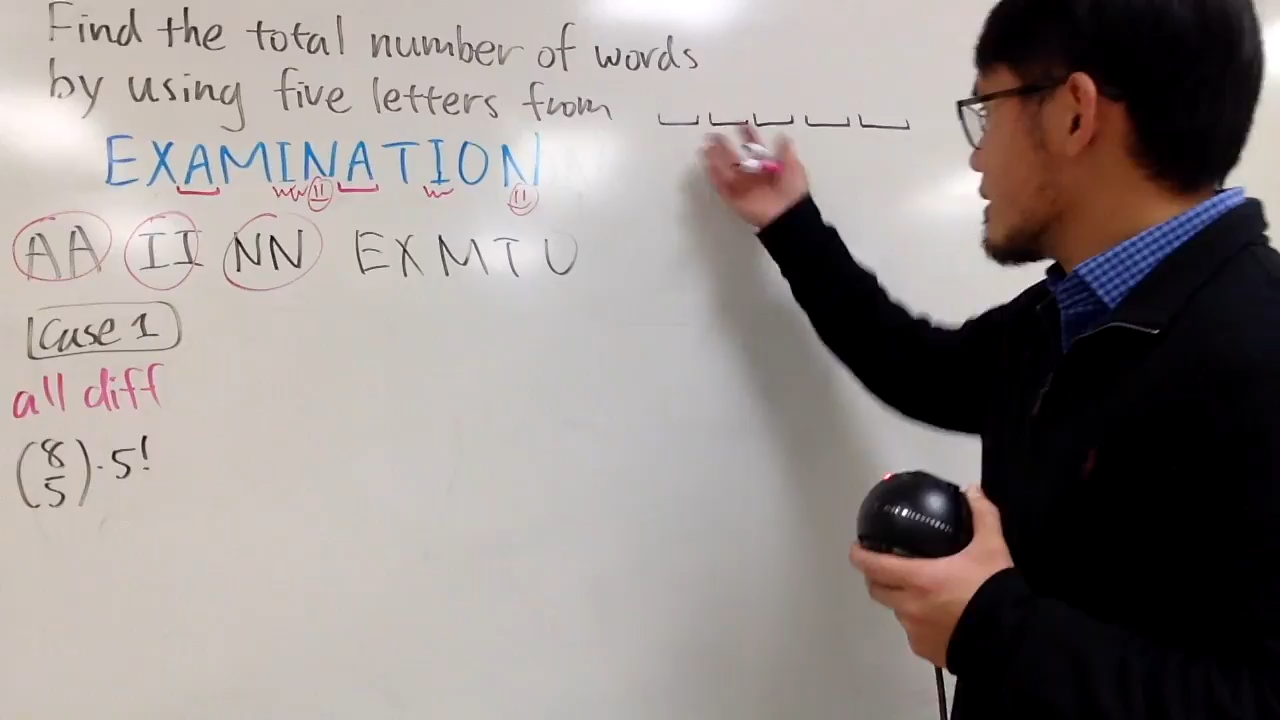 Find the total number of words
by using five letters from
EXAMINATION
AA II NN EXMTO
Case 1
all diff
(8 5) · 5!